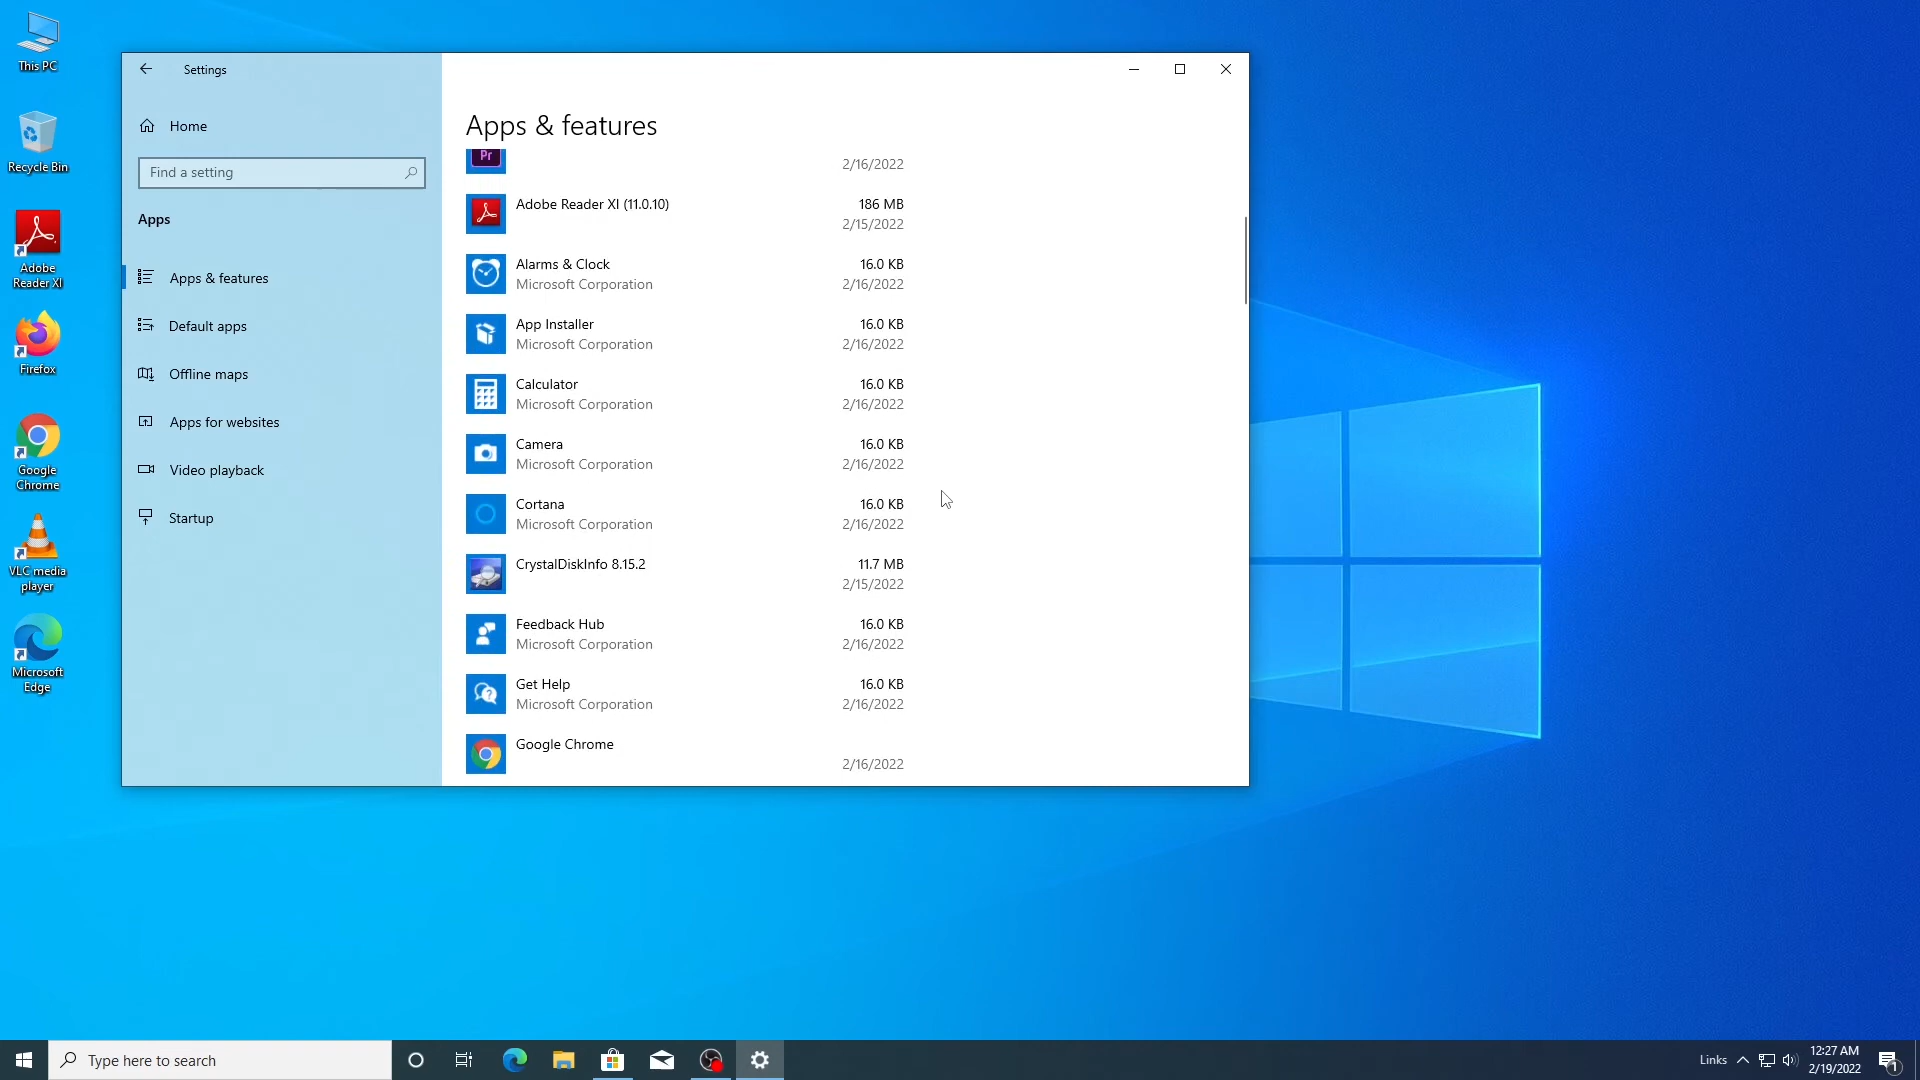 This PC
Recycle Bin
Adobe
Reader XI
Firefox
Google
Chrome
VLC media
player
Microsoft
Edge
Settings
Home
Find a setting
Apps
Apps & features
Default apps
Offline maps
Apps for websites
Video playback
Startup
Apps & features
Pr
2/16/2022
Adobe Reader XI (11.0.10) 186 MB
2/15/2022
Alarms & Clock 16.0 KB
Microsoft Corporation 2/16/2022
App Installer 16.0 KB
Microsoft Corporation 2/16/2022
Calculator 16.0 KB
Microsoft Corporation 2/16/2022
Camera 16.0 KB
Microsoft Corporation 2/16/2022
Cortana 16.0 KB
Microsoft Corporation 2/16/2022
CrystalDiskInfo 8.15.2 11.7 MB
2/15/2022
Feedback Hub 16.0 KB
Microsoft Corporation 2/16/2022
Get Help 16.0 KB
Microsoft Corporation 2/16/2022
Google Chrome
2/16/2022
Type here to search
Links
12:27 AM
2/19/2022
1